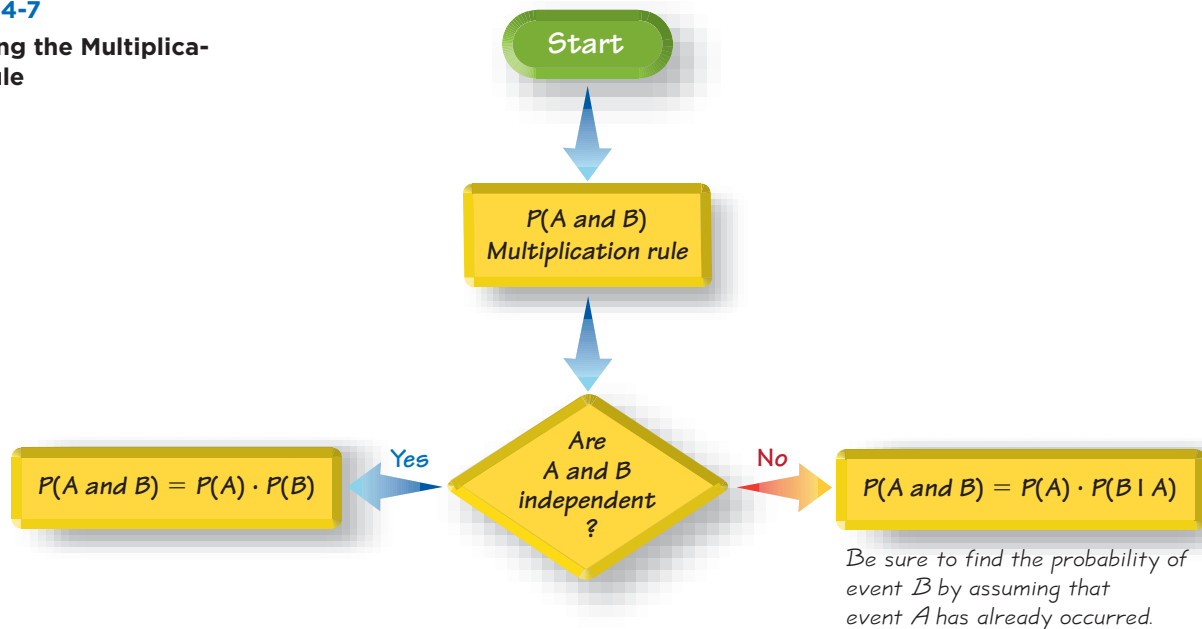 4-7
ng the Multiplica-
le
Start
P(A and B)
Multiplication rule
Are
A and B
independent
?
Yes
No
P(A and B) = P(A) · P(B)
P(A and B) = P(A) · P(B | A)
Be sure to find the probability of
event B by assuming that
event A has already occurred.